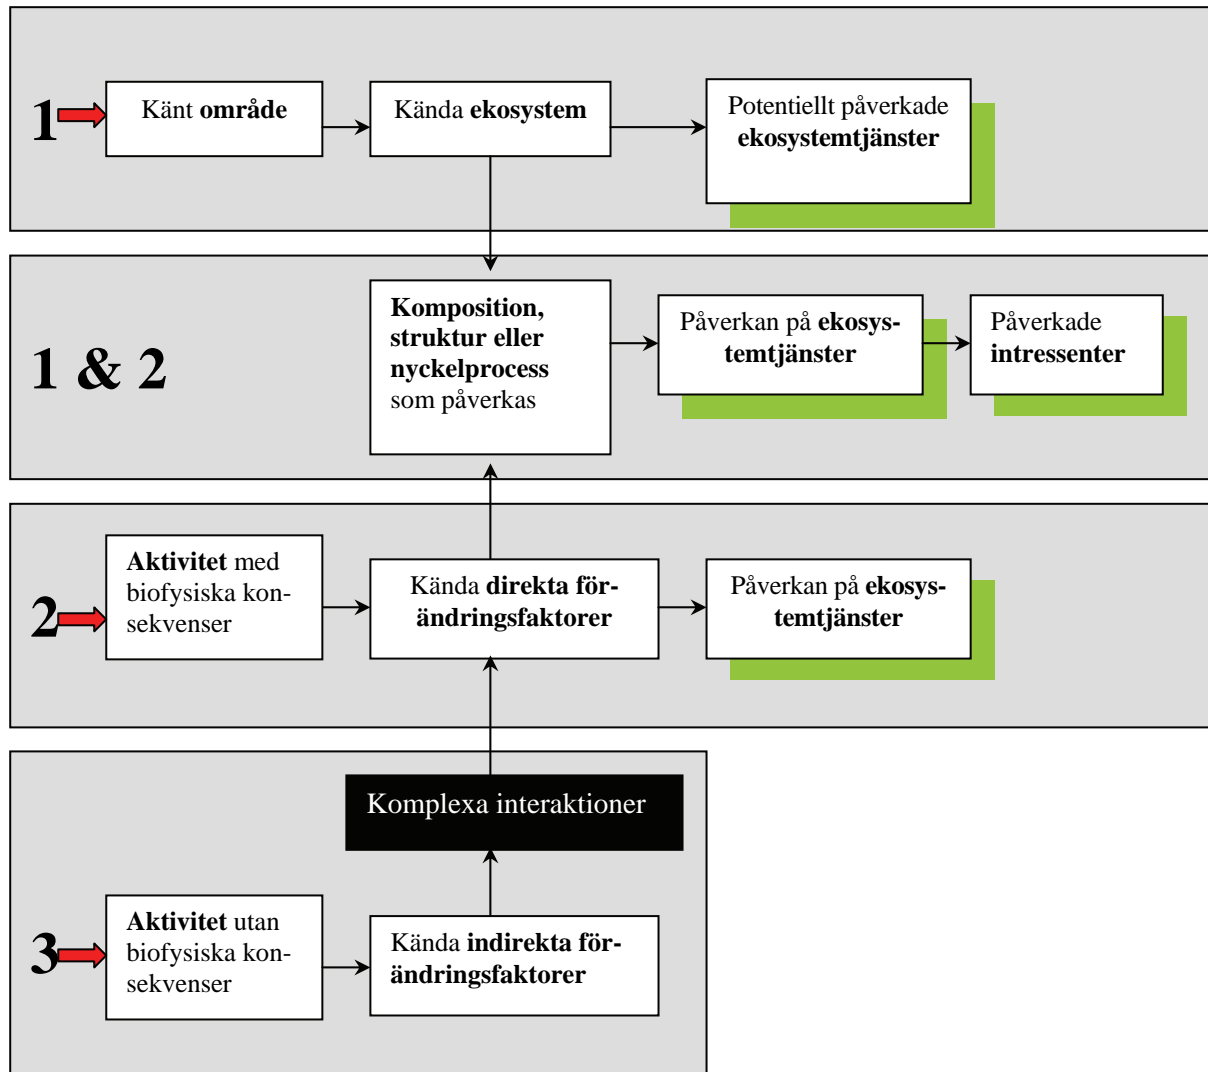 1
Känt område
Kända ekosystem
Potentiellt påverkade
ekosystemtjänster
1 & 2
Komposition,
struktur eller
nyckelprocess
som påverkas
Påverkan på ekosys-
temtjänster
Påverkade
intressenter
2
Aktivitet med
biofysiska kon-
sekvenser
Kända direkta för-
ändringsfaktorer
Påverkan på ekosys-
temtjänster
Komplexa interaktioner
3
Aktivitet utan
biofysiska kon-
sekvenser
Kända indirekta för-
ändringsfaktorer